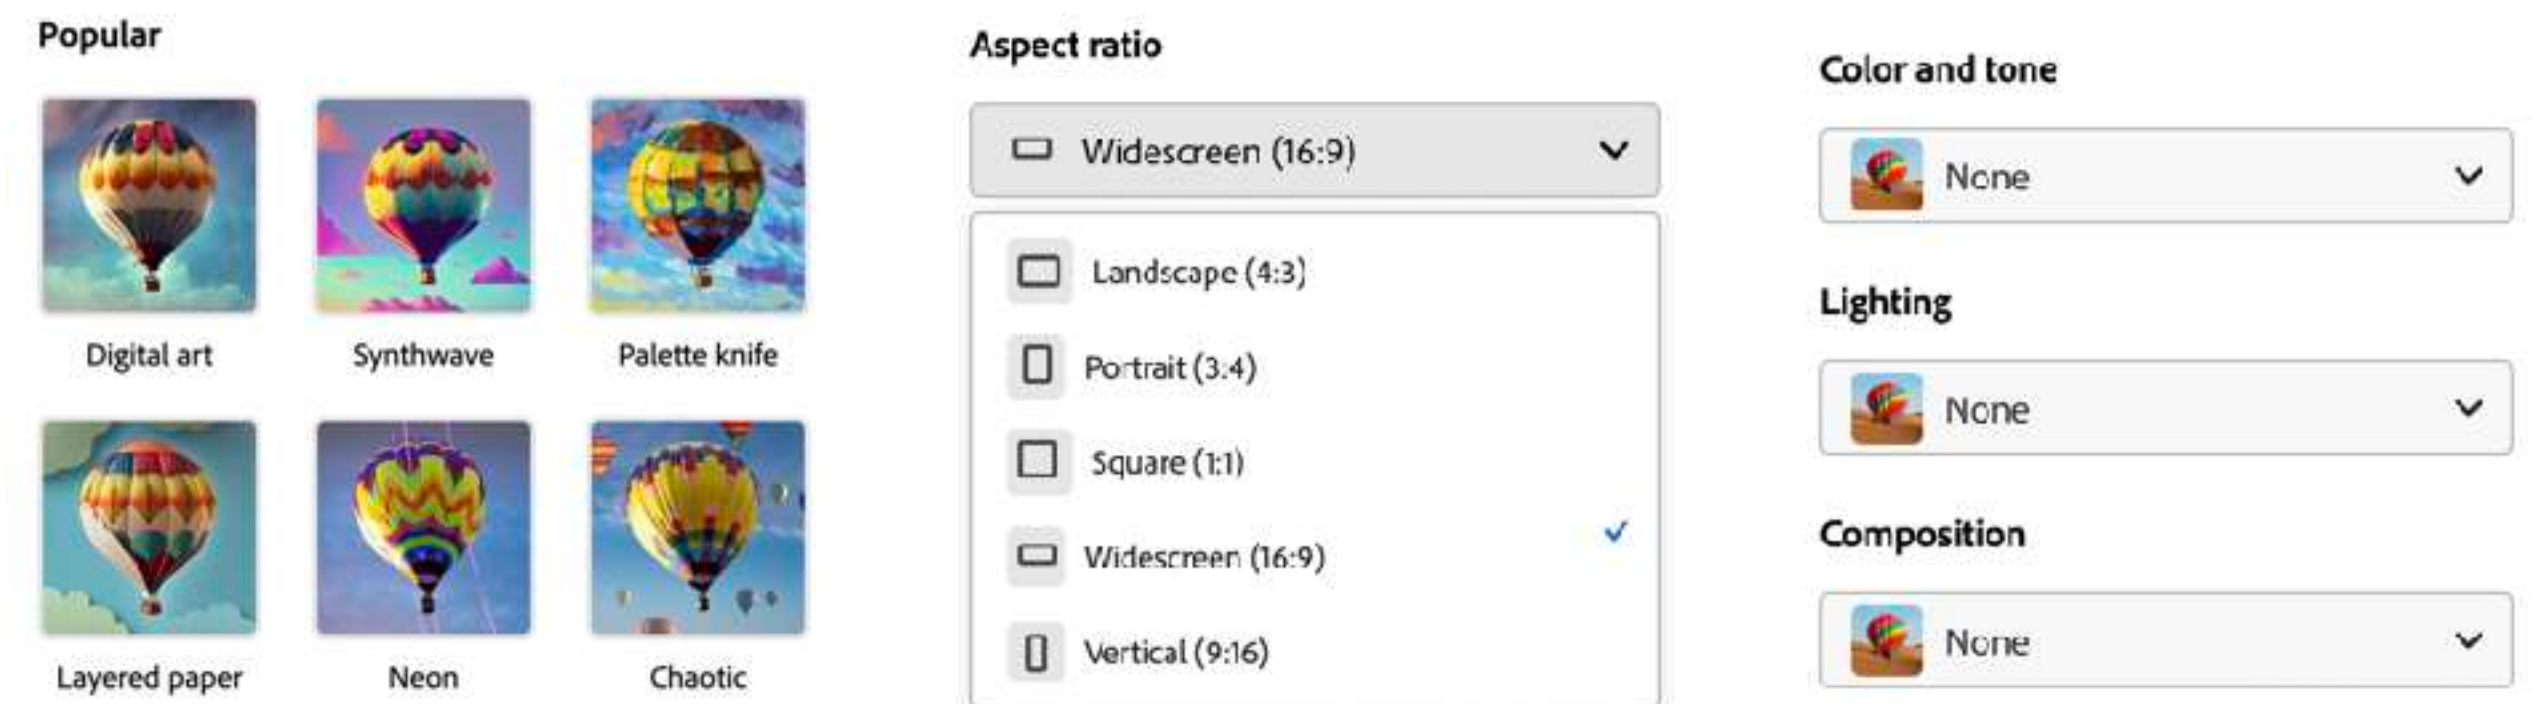 Popular
Digital art
Synthwave
Palette knife
Layered paper
Neon
Chaotic
Aspect ratio
Widescreen (16:9)
Landscape (4:3)
Portrait (3:4)
Square (1:1)
Widescreen (16:9)
Vertical (9:16)
Color and tone
None
Lighting
None
Composition
None